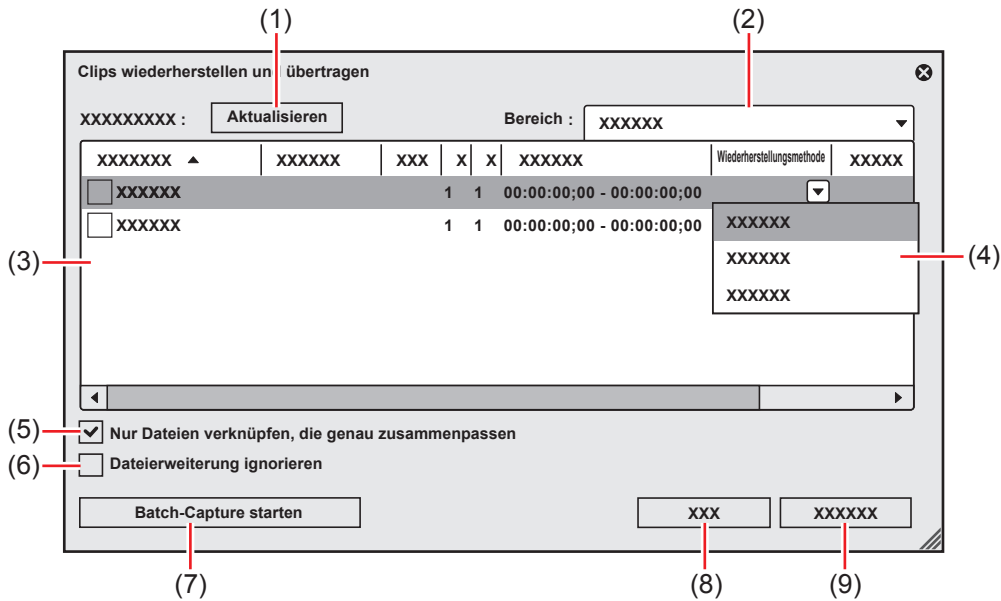 (1) (2)
Clips wiederherstellen und übertragen
XXXXXXXXX : Aktualisieren Bereich : XXXXXX
XXXXXXX XXXXXX XXX X X XXXXXX Wiederherstellungsmethode XXXXX
XXXXXX 1 1 00:00:00;00 - 00:00:00;00
XXXXXX 1 1 00:00:00;00 - 00:00:00;00 XXXXXX
(3) XXXXXX (4)
XXXXXX
(5) Nur Dateien verknüpfen, die genau zusammenpassen
(6) Dateierweiterung ignorieren
Batch-Capture starten XXX XXXXXX
(7) (8) (9)